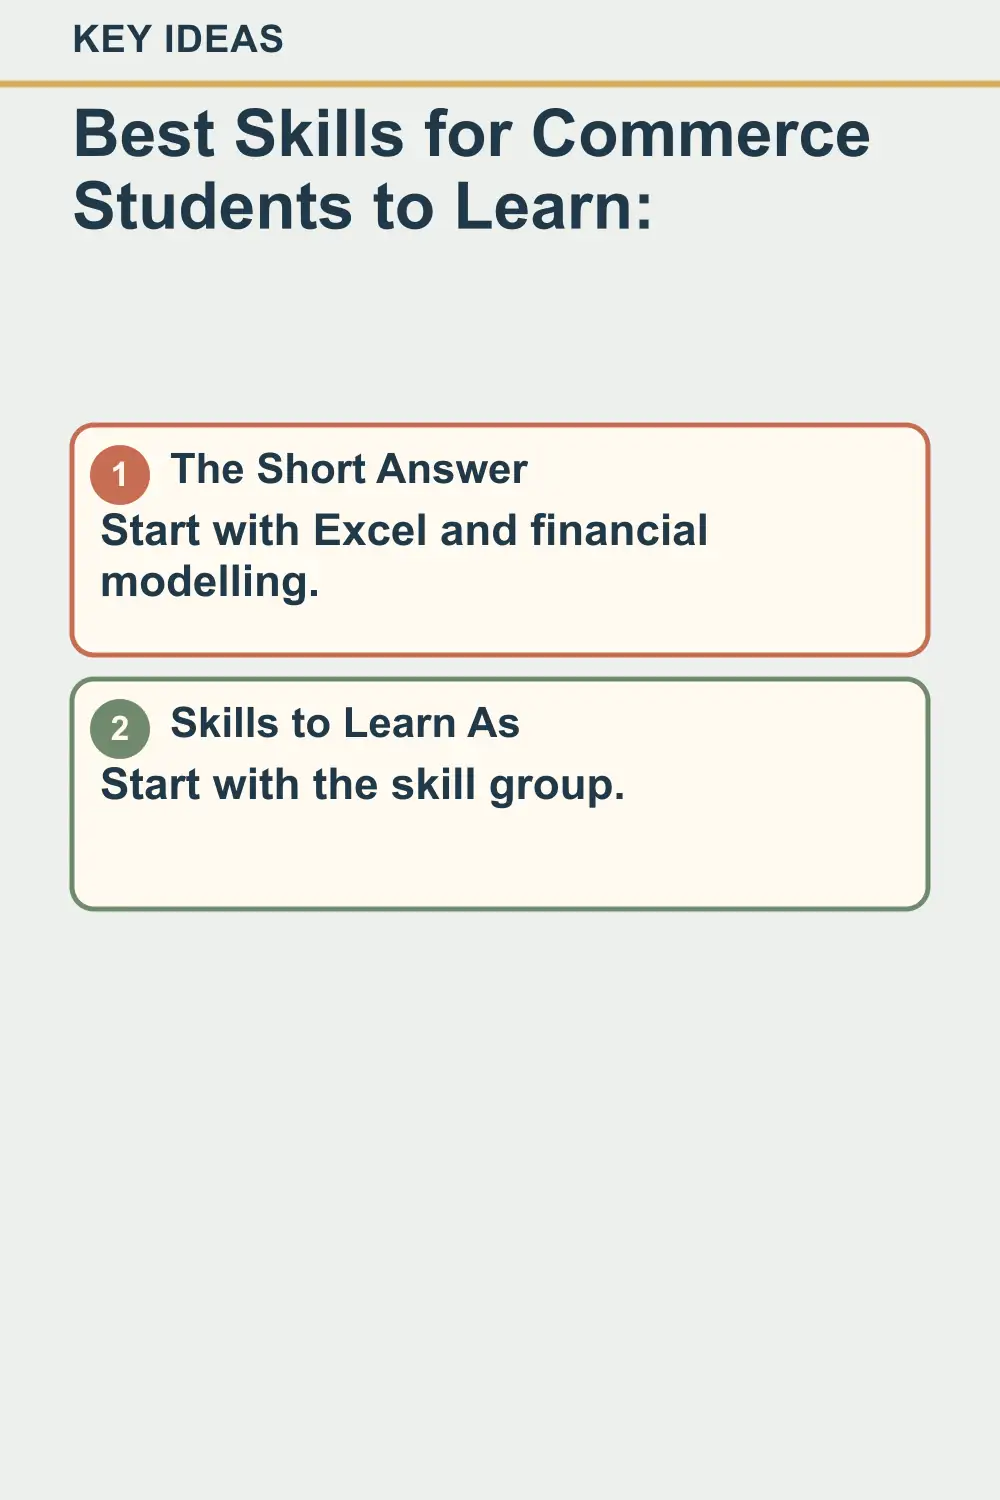 KEY IDEAS
Best Skills for Commerce
Students to Learn:
1 The Short Answer
Start with Excel and financial
modelling.
2 Skills to Learn As
Start with the skill group.